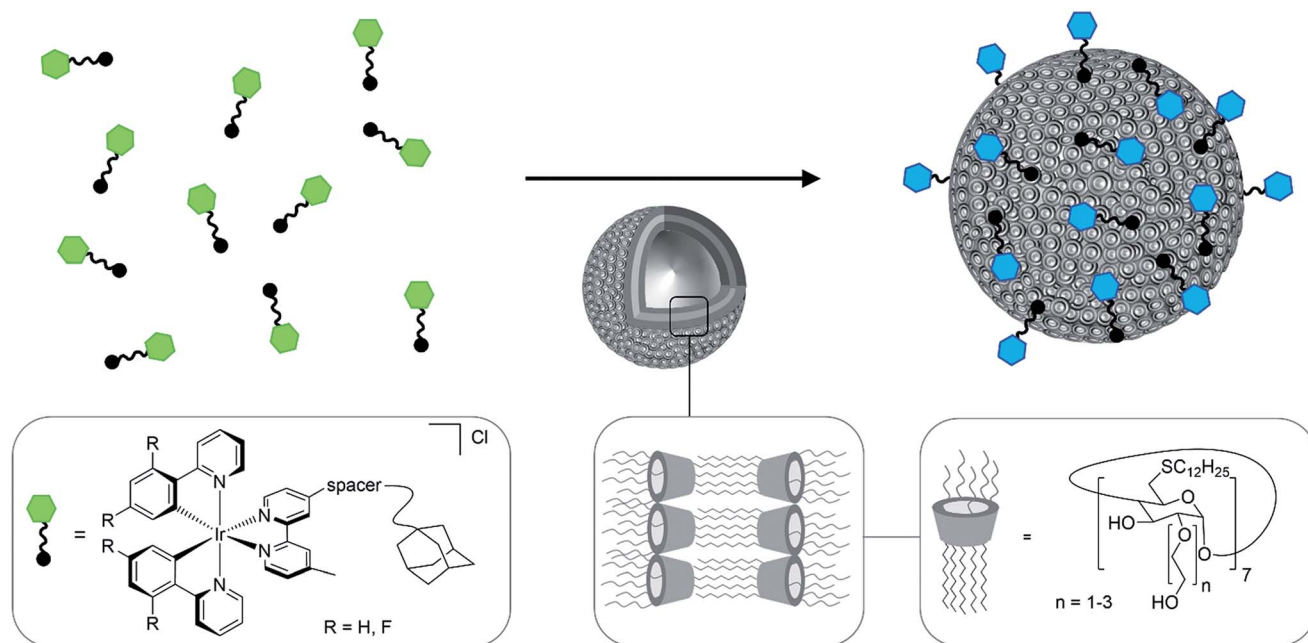 Cl
R
N
spacer
R
N
=
Ir
R
N
N
R
R = H, F
=
SC12H25
O
HO
O
O
n
7
HO
n = 1-3